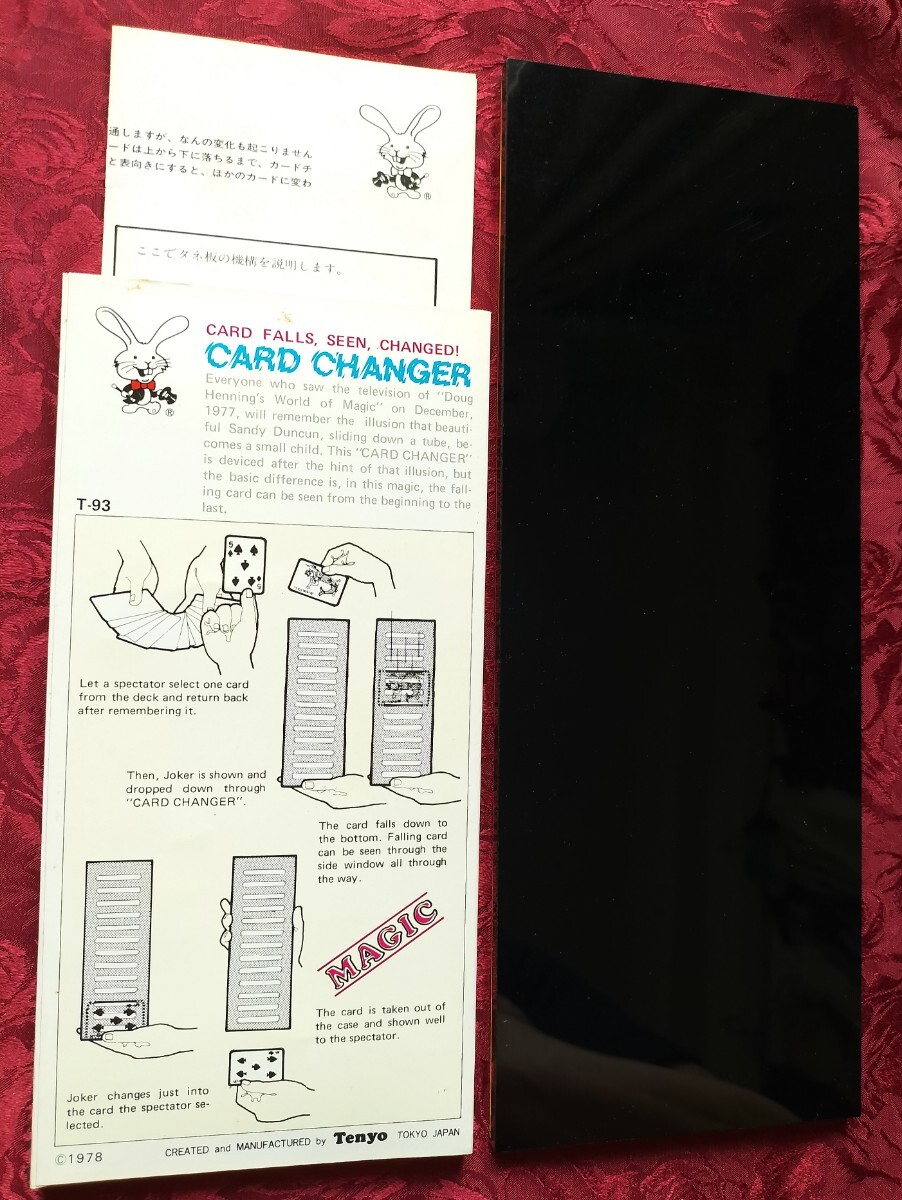 通しますが、なんの変化も起こりません
ードは上から下に落ちるまで、カードチ
と表向きにすると、ほかのカードに変わ
®
ここでタネ板の機構を説明します。
®
CARD FALLS, SEEN, CHANGED!
CARD CHANGER
Everyone who saw the television of "Doug
Henning's World of Magic" on December,
1977, will remember the illusion that beauti-
ful Sandy Duncun, sliding down a tube, be-
comes a small child. This "CARD CHANGER"
is deviced after the hint of that illusion, but
the basic difference is, in this magic, the fall-
ing card can be seen from the beginning to the
last.
T-93
5
5
Let a spectator select one card
from the deck and return back
after remembering it.
Then, Joker is shown and
dropped down through
"CARD CHANGER".
The card falls down to
the bottom. Falling card
can be seen through the
side window all through
the way.
MAGIC
The card is taken out of
the case and shown well
to the spectator.
Joker changes just into
the card the spectator se-
lected.
CREATED and MANUFACTURED by Tenyo TOKYO JAPAN
©1978